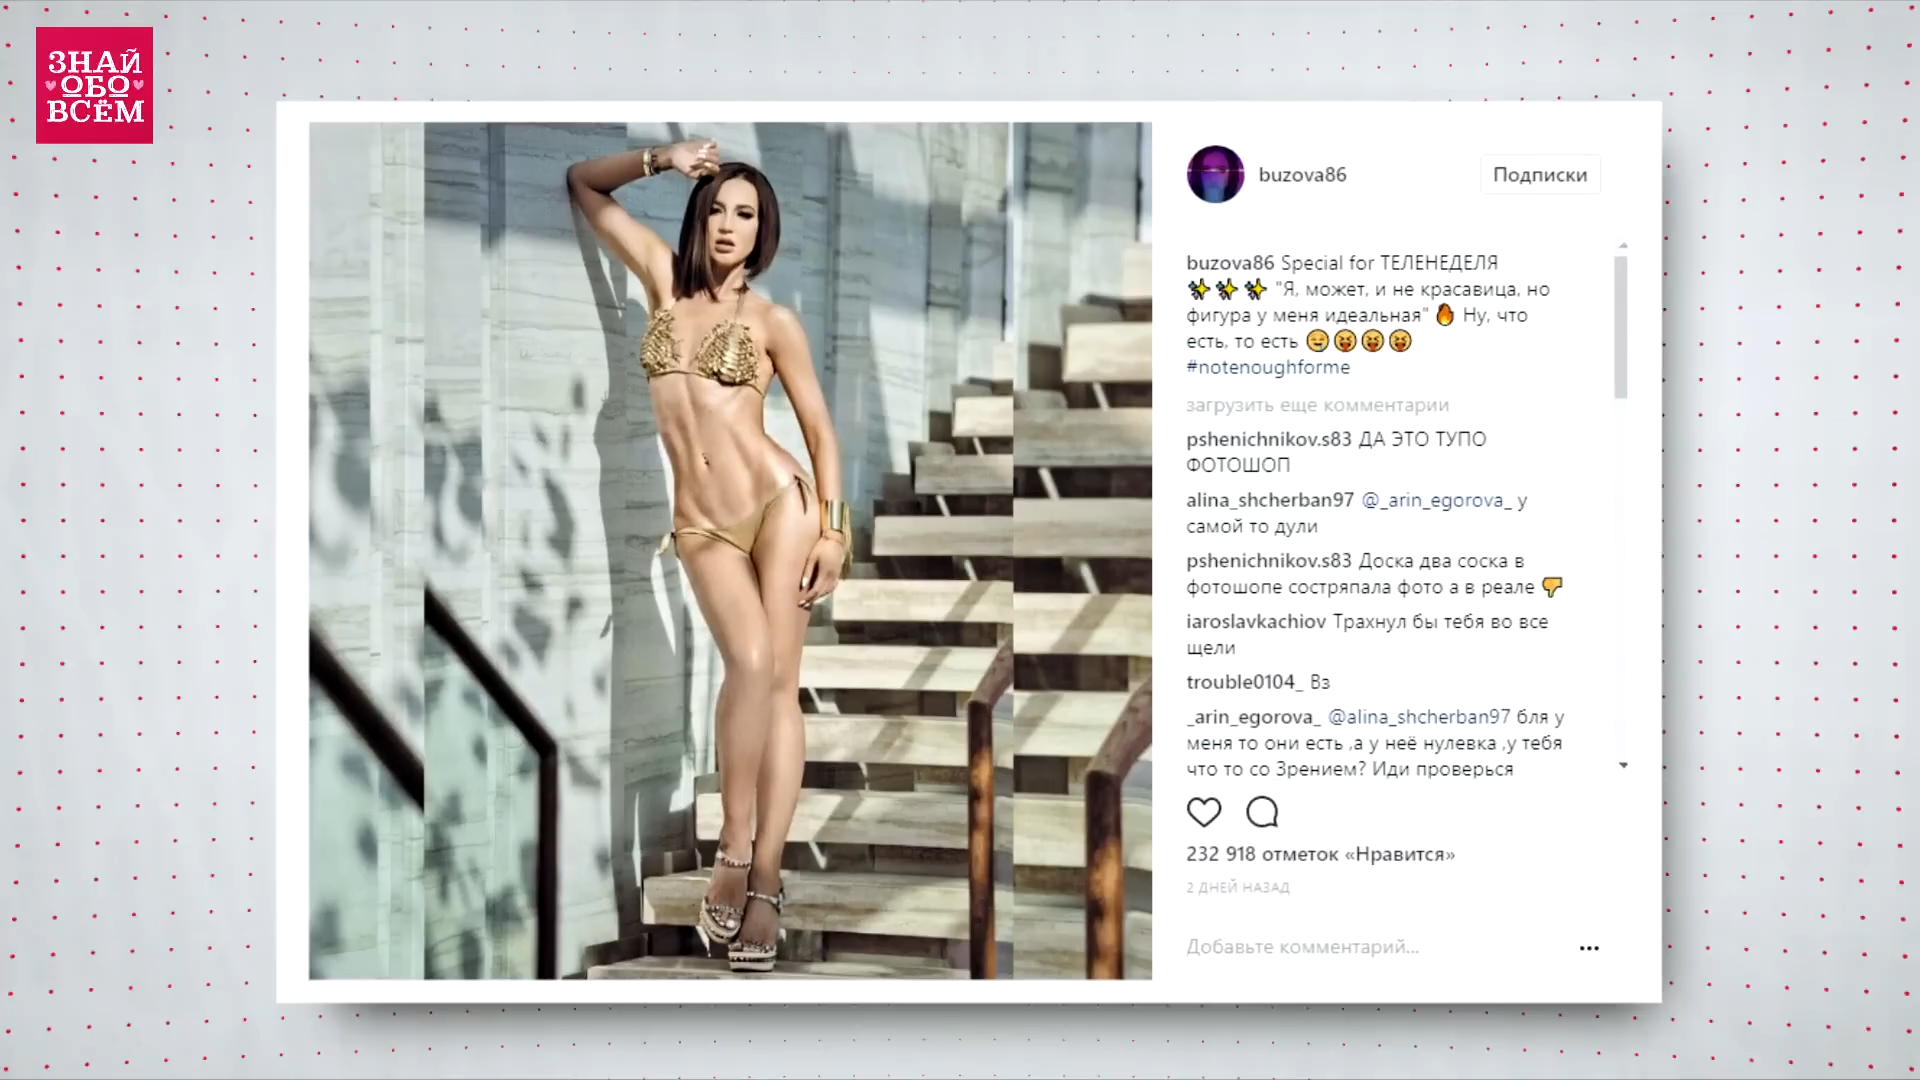 ЗНАЙ
ОБО
ВСЁМ
buzova86
Подписки
buzova86 Special for ТЕЛЕНЕДЕЛЯ
✨✨✨ "Я, может, и не красавица, но
фигура у меня идеальная" 🔥 Ну, что
есть, то есть 😋😝😝😝
#notenoughforme
загрузить еще комментарии
pshenichnikov.s83 ДА ЭТО ТУПО
ФОТОШОП
alina_shcherban97 @_arin_egorova_ у
самой то дули
pshenichnikov.s83 Доска два соска в
фотошопе состряпала фото а в реале 👎
iaroslavkachiov Трахнул бы тебя во все
щели
trouble0104_ Вз
_arin_egorova_ @alina_shcherban97 бля у
меня то они есть ,а у неё нулевка ,у тебя
что то со Зрением? Иди проверься
232 918 отметок «Нравится»
2 ДНЕЙ НАЗАД
Добавьте комментарий...